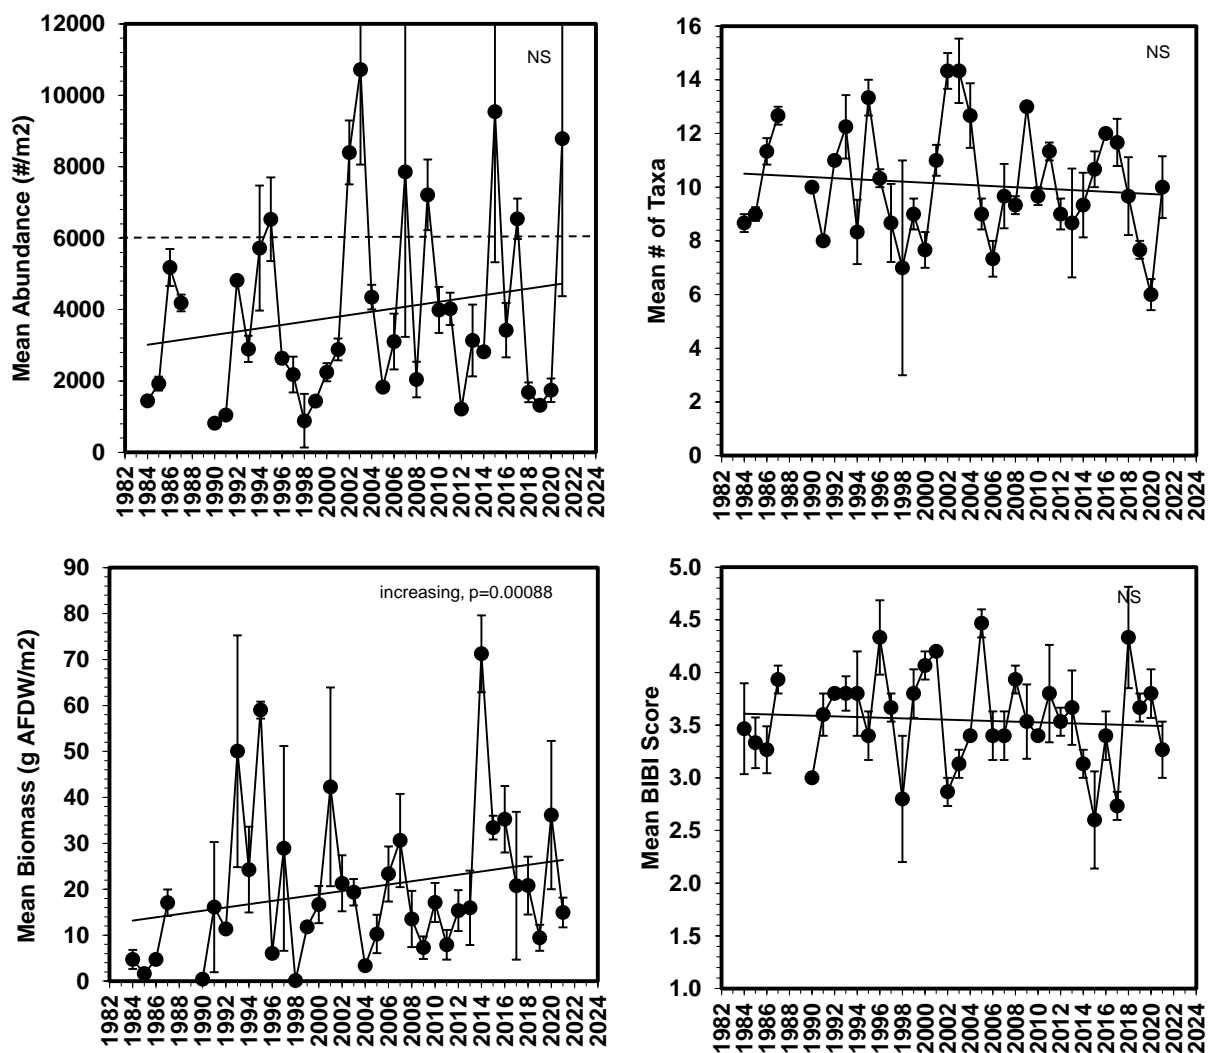 12000
10000
8000
6000
4000
2000
0
Mean Abundance (#/m2)
NS
1982 1984 1986 1988 1990 1992 1994 1996 1998 2000 2002 2004 2006 2008 2010 2012 2014 2016 2018 2020 2022 2024
16
14
12
10
8
6
4
2
0
Mean # of Taxa
NS
1982 1984 1986 1988 1990 1992 1994 1996 1998 2000 2002 2004 2006 2008 2010 2012 2014 2016 2018 2020 2022 2024
90
80
70
60
50
40
30
20
10
0
Mean Biomass (g AFDW/m2)
increasing, p=0.00088
1982 1984 1986 1988 1990 1992 1994 1996 1998 2000 2002 2004 2006 2008 2010 2012 2014 2016 2018 2020 2022 2024
5.0
4.5
4.0
3.5
3.0
2.5
2.0
1.5
1.0
Mean BIBI Score
NS
1982 1984 1986 1988 1990 1992 1994 1996 1998 2000 2002 2004 2006 2008 2010 2012 2014 2016 2018 2020 2022 2024